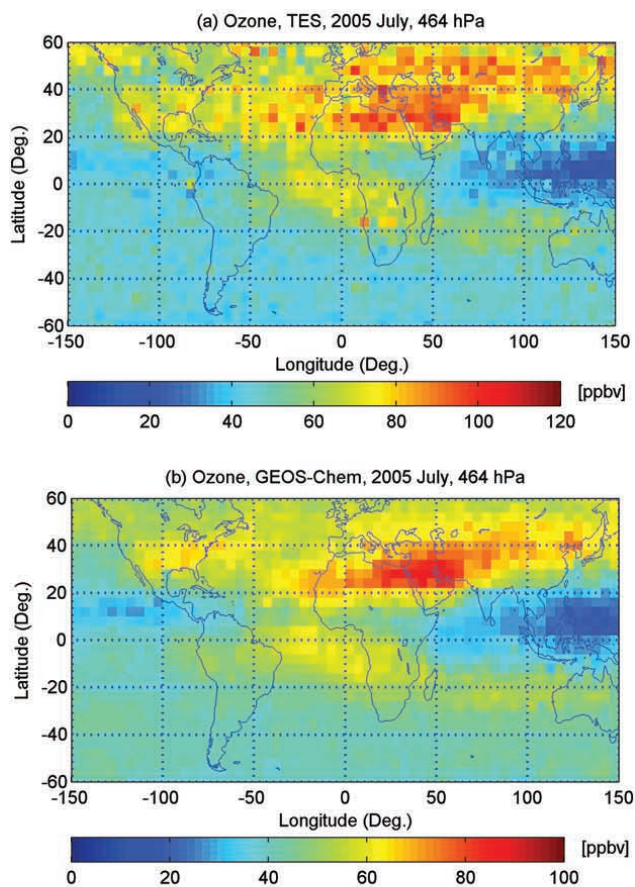 (a) Ozone, TES, 2005 July, 464 hPa
60
40
20
0
-20
-40
-60
Latitude (Deg.)
-150 -100 -50 0 50 100 150
Longitude (Deg.)
[ppbv]
0 20 40 60 80 100 120
(b) Ozone, GEOS-Chem, 2005 July, 464 hPa
60
40
20
0
-20
-40
-60
Latitude (Deg.)
-150 -100 -50 0 50 100 150
Longitude (Deg.)
[ppbv]
0 20 40 60 80 100